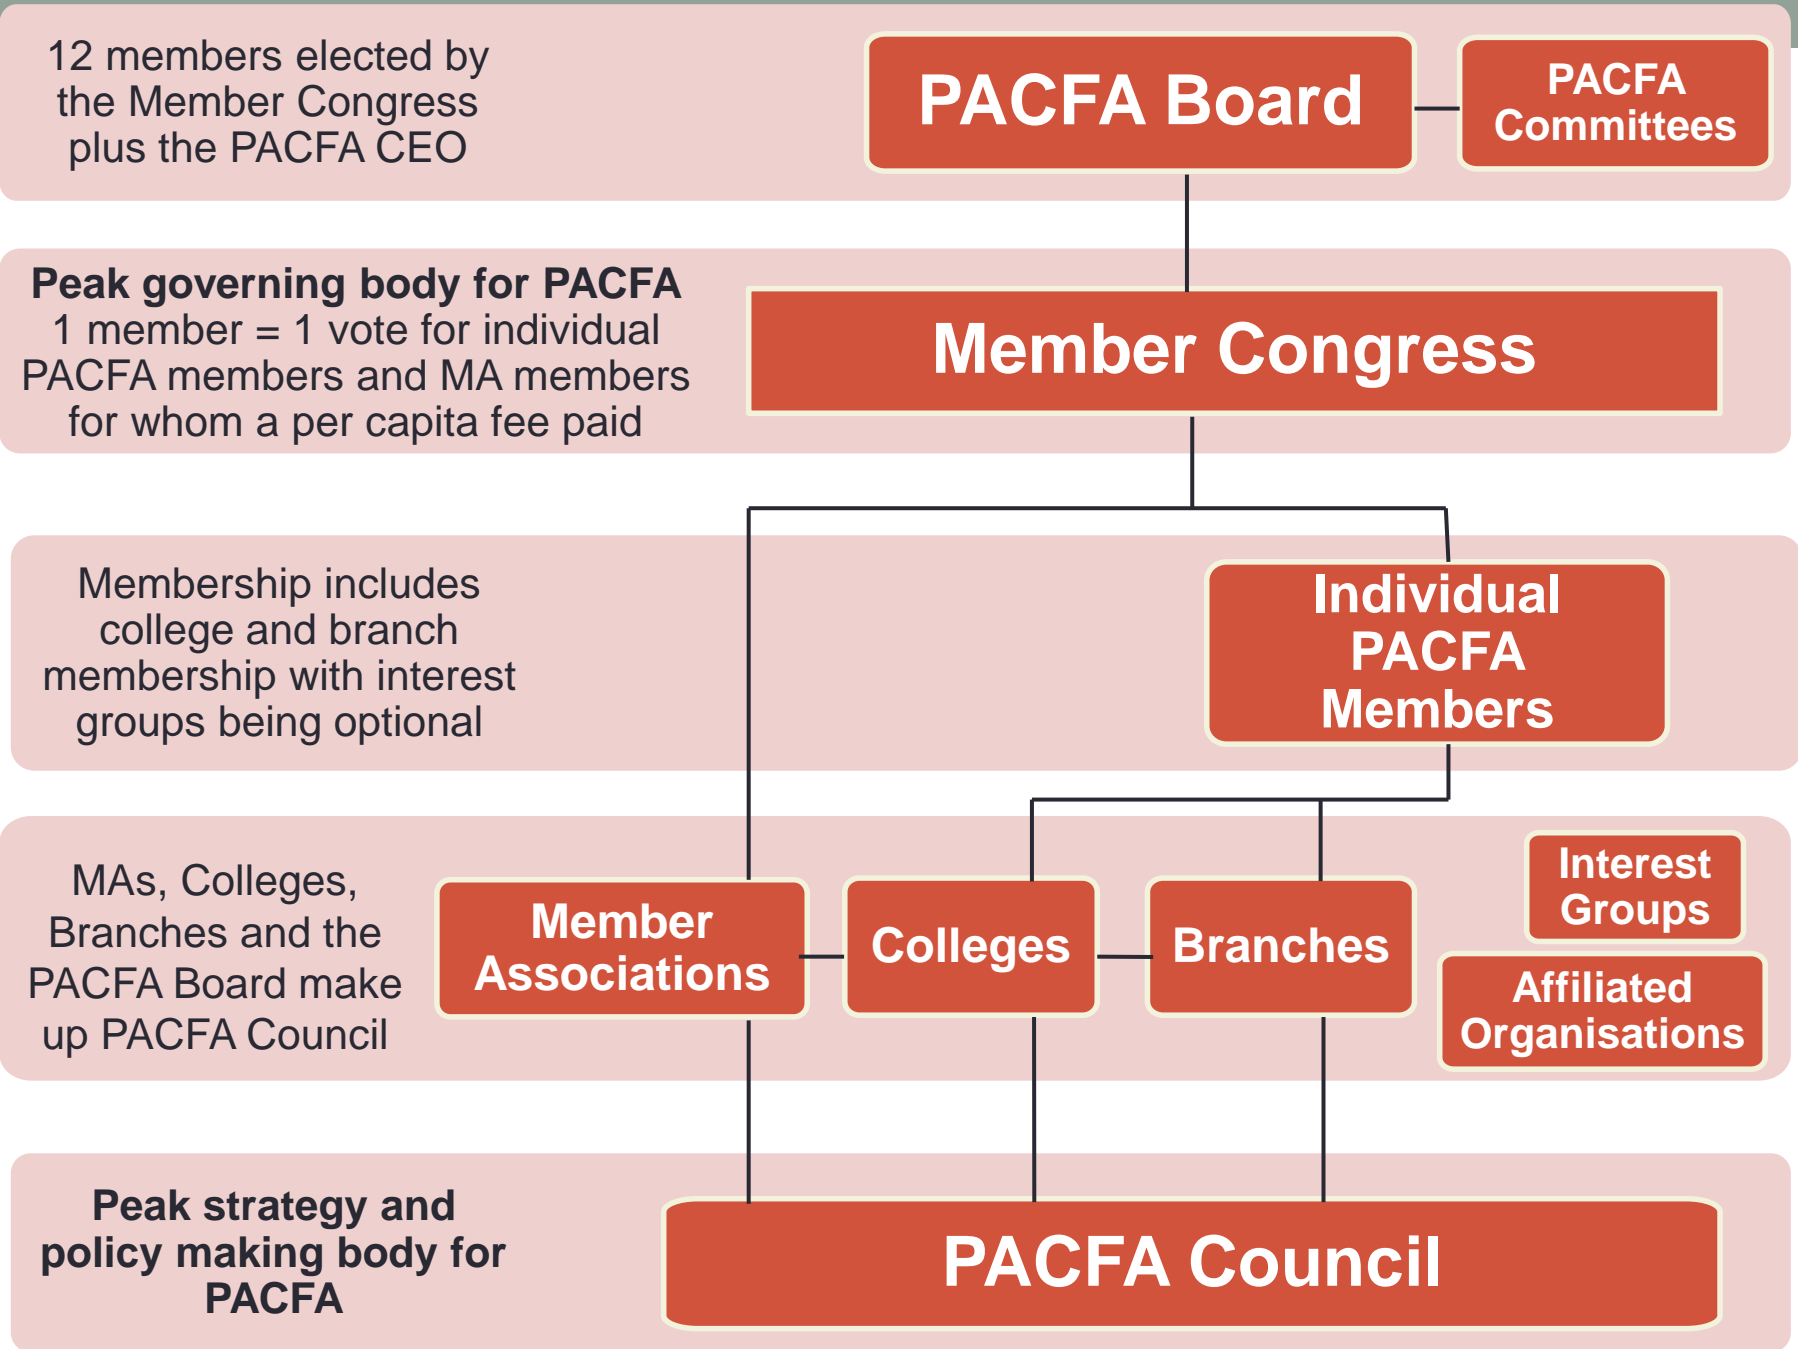 12 members elected by
the Member Congress
plus the PACFA CEO
PACFA Board
PACFA
Committees
Peak governing body for PACFA
1 member = 1 vote for individual
PACFA members and MA members
for whom a per capita fee paid
Member Congress
Membership includes
college and branch
membership with interest
groups being optional
Individual
PACFA
Members
MAs, Colleges,
Branches and the
PACFA Board make
up PACFA Council
Member
Associations
Colleges
Branches
Interest
Groups
Affiliated
Organisations
Peak strategy and
policy making body for
PACFA
PACFA Council